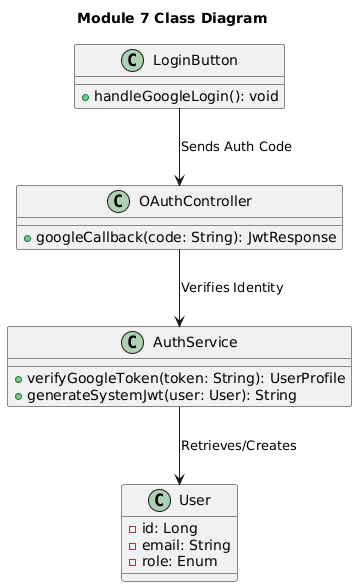 Module 7 Class Diagram
C LoginButton
handleGoogleLogin(): void
Sends Auth Code
C OAuthController
googleCallback(code: String): JwtResponse
Verifies Identity
C AuthService
verifyGoogleToken(token: String): UserProfile
generateSystemJwt(user: User): String
Retrieves/Creates
C User
id: Long
email: String
role: Enum